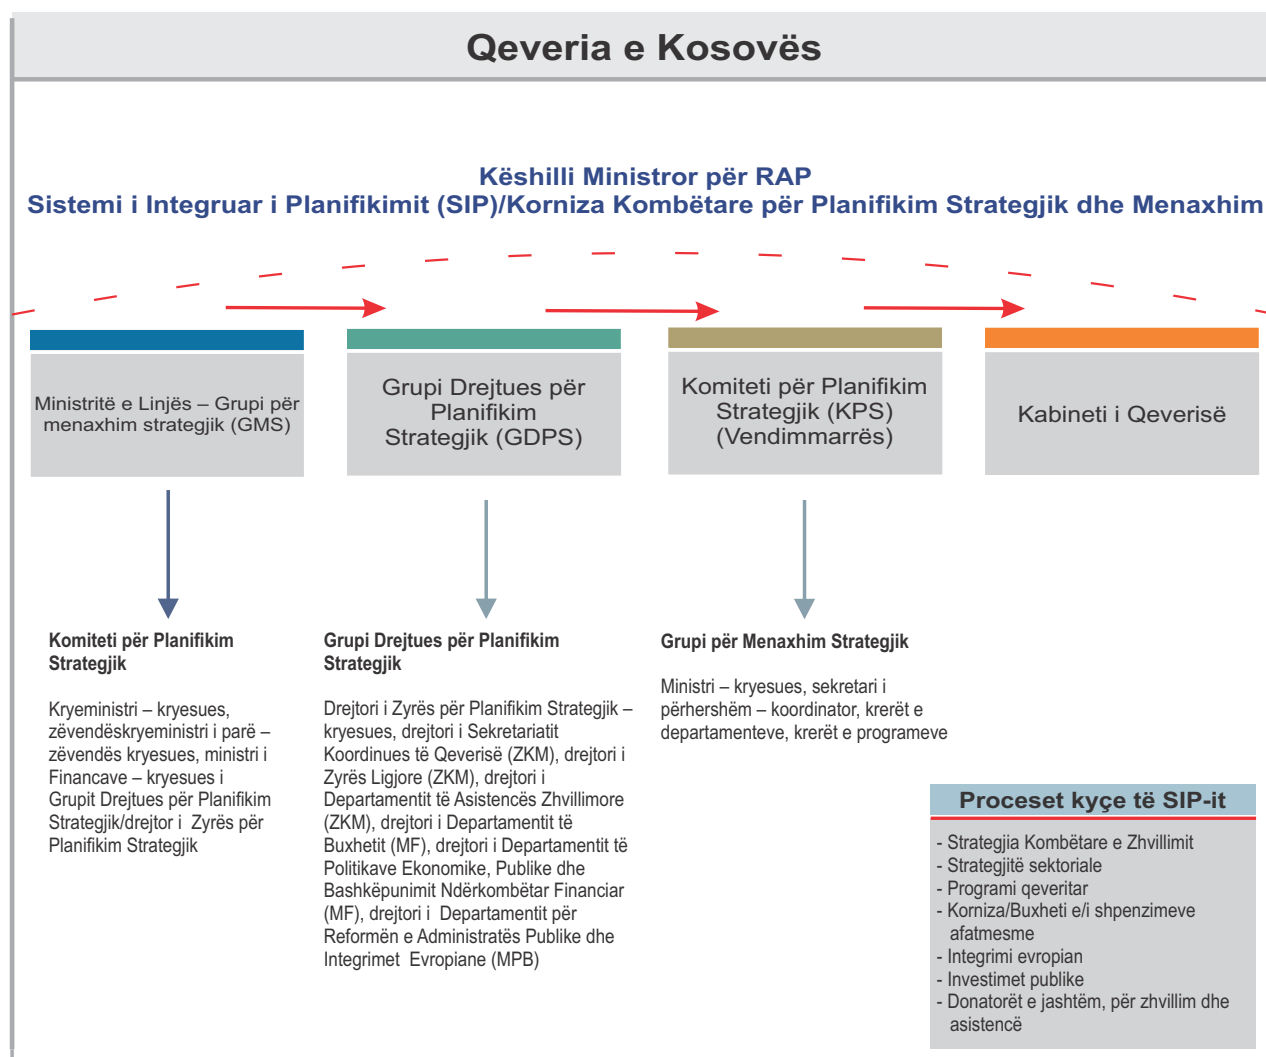 Qeveria e Kosovës
Këshilli Ministror për RAP
Sistemi i Integruar i Planifikimit (SIP)/Korniza Kombëtare për Planifikim Strategjik dhe Menaxhim
Ministritë e Linjës – Grupi për
menaxhim strategjik (GMS)
Grupi Drejtues për
Planifikim
Strategjik (GDPS)
Komiteti për Planifikim
Strategjik (KPS)
(Vendimmarrës)
Kabineti i Qeverisë
Komiteti për Planifikim
Strategjik
Kryeministri – kryesues,
zëvendëskryeministri i parë –
zëvendës kryesues, ministri i
Financave – kryesues i
Grupit Drejtues për Planifikim
Strategjik/drejtor i Zyrës për
Planifikim Strategjik
Grupi Drejtues për Planifikim
Strategjik
Drejtori i Zyrës për Planifikim Strategjik –
kryesues, drejtori i Sekretariatit
Koordinues të Qeverisë (ZKM), drejtori i
Zyrës Ligjore (ZKM), drejtori i
Departamentit të Asistencës Zhvillimore
(ZKM), drejtori i Departamentit të
Buxhetit (MF), drejtori i Departamentit të
Politikave Ekonomike, Publike dhe
Bashkëpunimit Ndërkombëtar Financiar
(MF), drejtori i Departamentit për
Reformën e Administratës Publike dhe
Integrimet Evropiane (MPB)
Grupi për Menaxhim Strategjik
Ministri – kryesues, sekretari i
përhershëm – koordinator, krerët e
departamenteve, krerët e programeve
Proceset kyçe të SIP-it
- Strategjia Kombëtare e Zhvillimit
- Strategjitë sektoriale
- Programi qeveritar
- Korniza/Buxheti e/i shpenzimeve
afatmesme
- Integrimi evropian
- Investimet publike
- Donatorët e jashtëm, për zhvillim dhe
asistencë